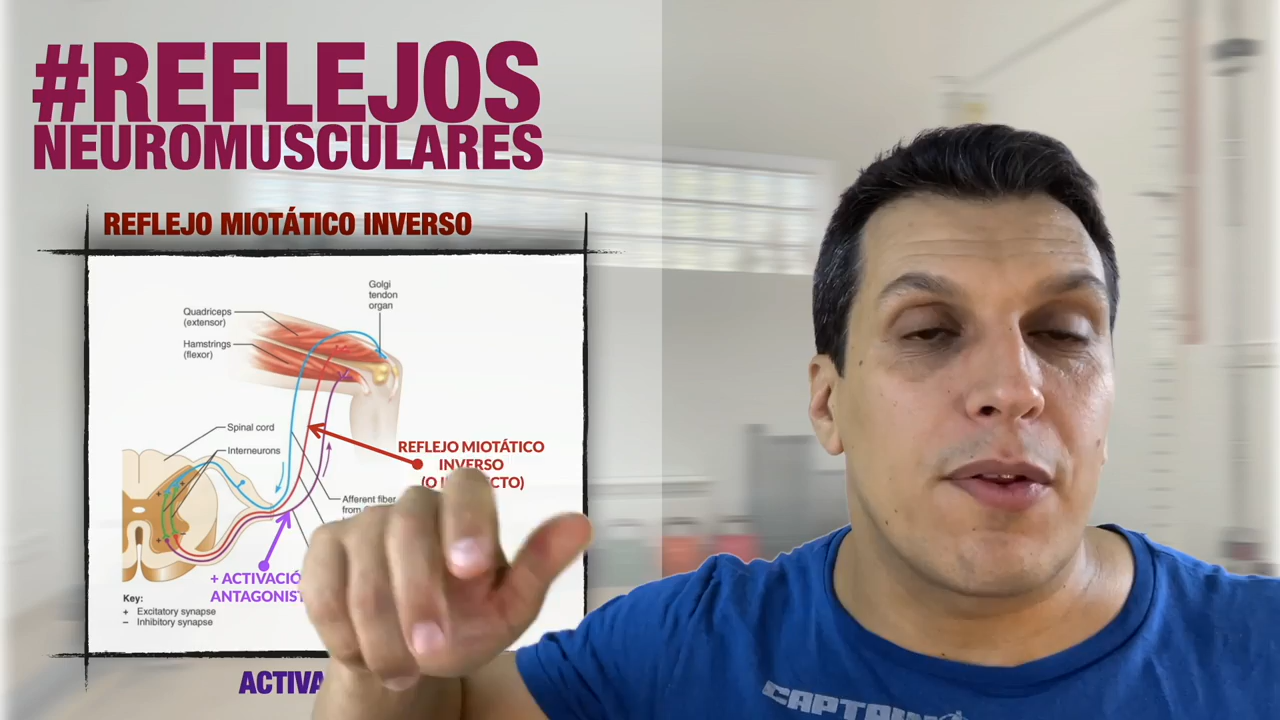 #REFLEJOS
NEUROMUSCULARES
REFLEJO MIOTÁTICO INVERSO
Golgi
tendon
organ
Quadriceps
(extensor)
Hamstrings
(flexor)
Spinal cord
Interneurons
REFLEJO MIOTÁTICO
INVERSO
(O
Afferent fiber
from
+ ACTIVACIÓ
ANTAGONIST
Key:
+ Excitatory synapse
– Inhibitory synapse
ACTIVA
CAPTAIN